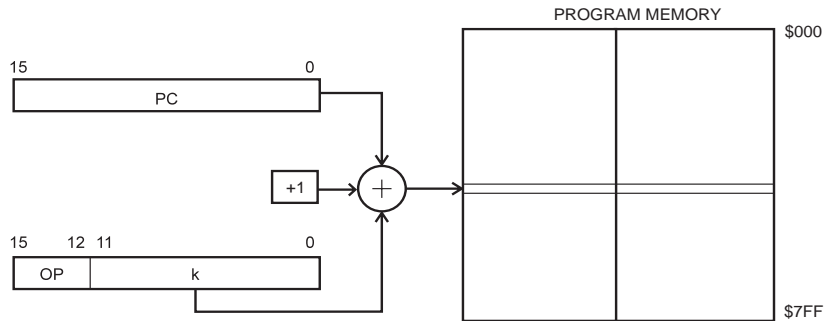 PROGRAM MEMORY
$000
15 0
PC
+1
+
15 12 11 0
OP k
$7FF